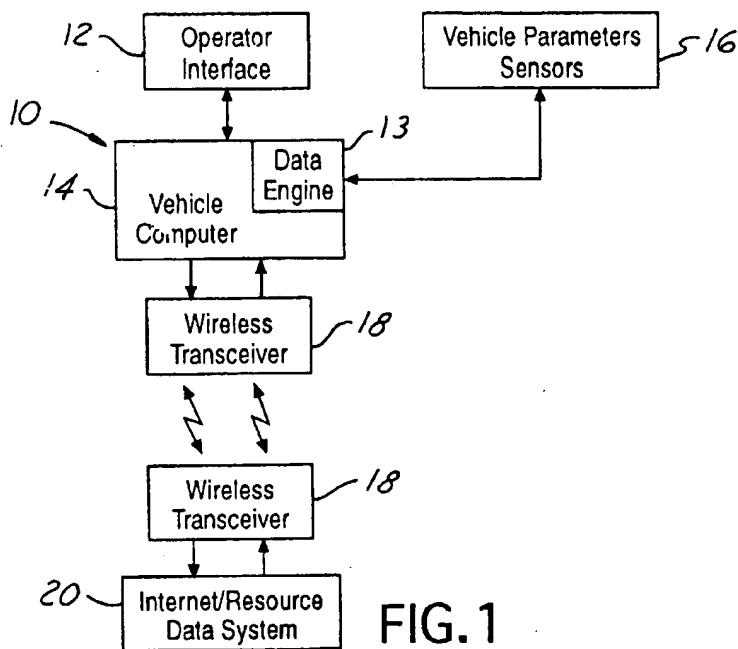 12
Operator
Interface
Vehicle Parameters
Sensors
16
10
13
14
Data
Engine
Vehicle
Computer
Wireless
Transceiver
18
Wireless
Transceiver
18
20
Internet/Resource
Data System
FIG. 1